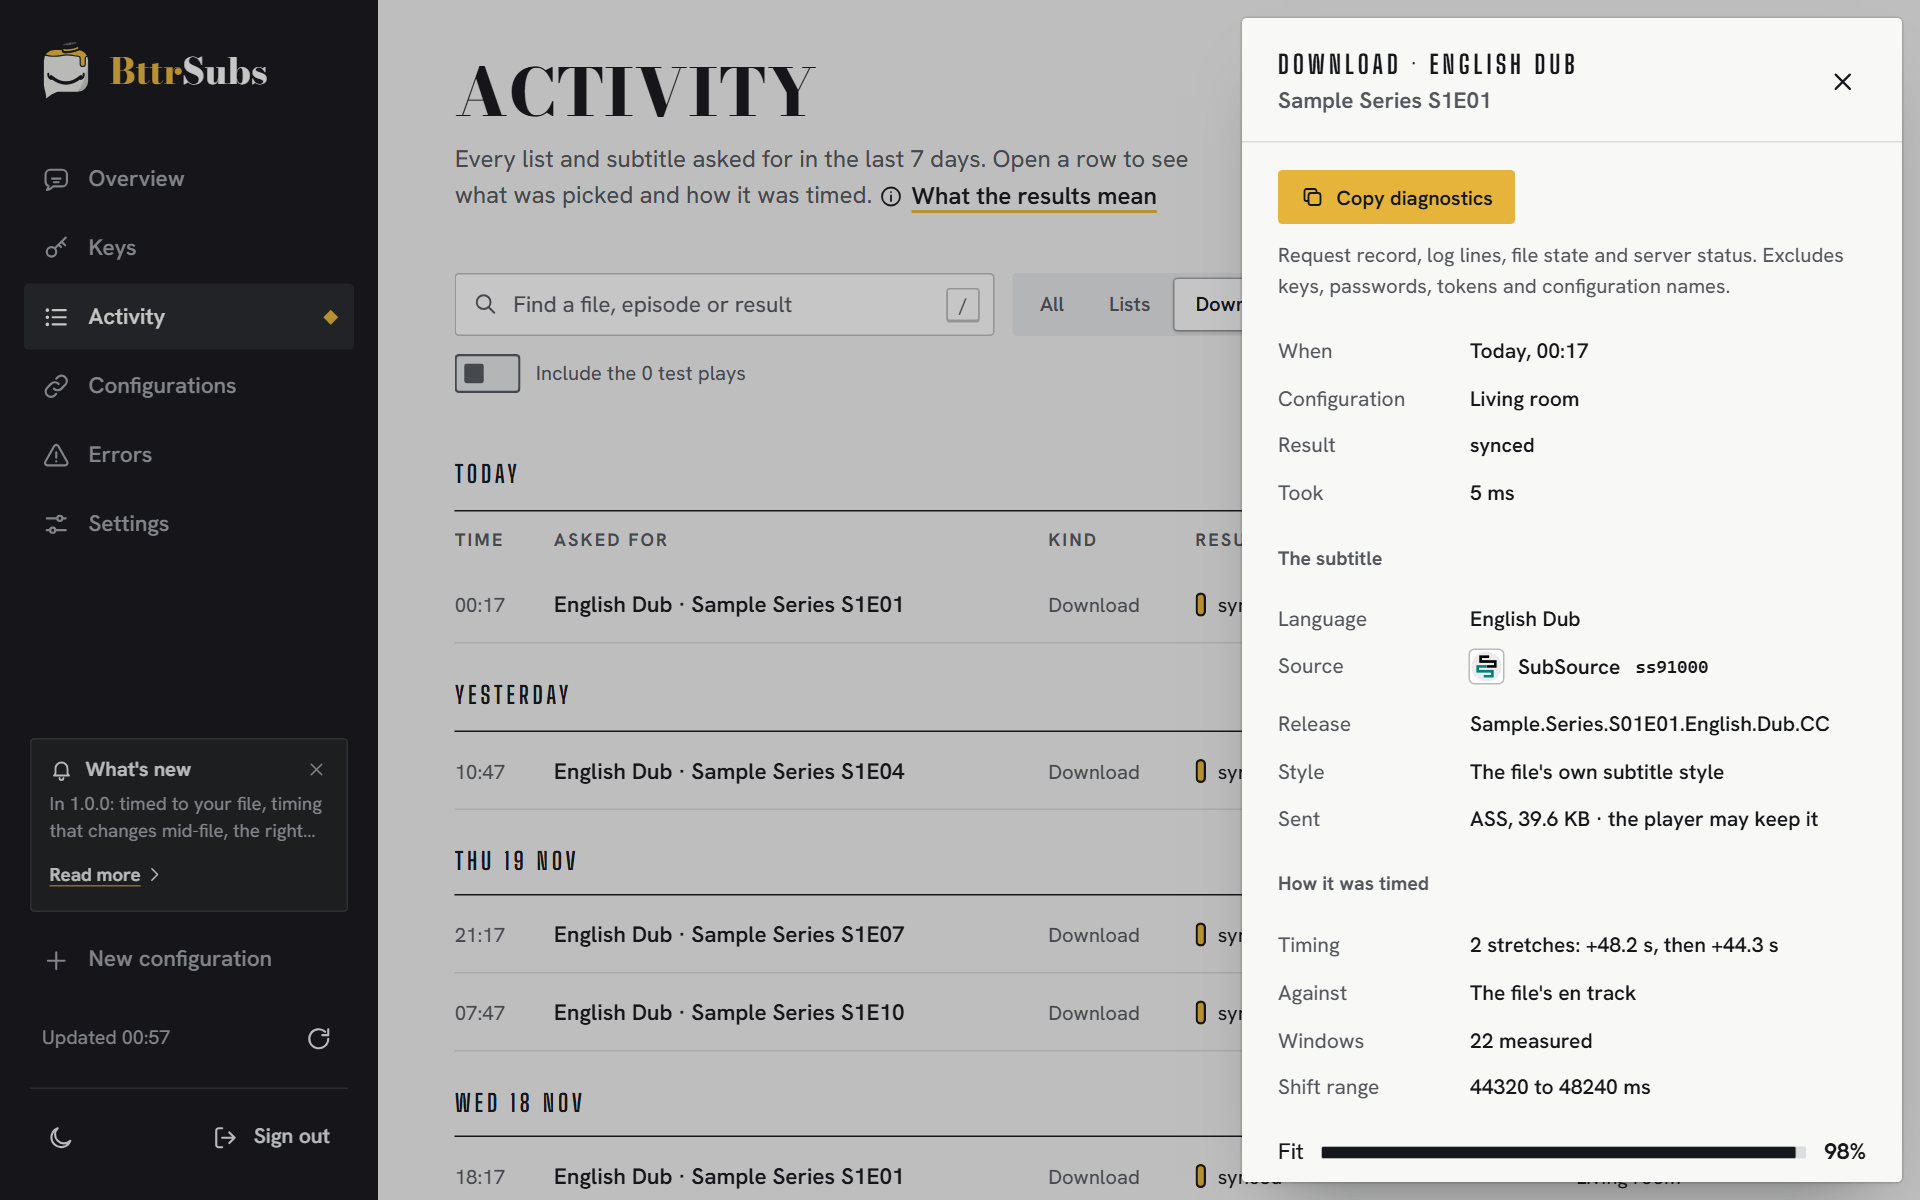 BttrSubs
Overview
Keys
Activity
Configurations
Errors
Settings
What's new
In 1.0.0: timed to your file, timing
that changes mid-file, the right...
Read more
New configuration
Updated 00:57
Sign out
ACTIVITY
Every list and subtitle asked for in the last 7 days. Open a row to see
what was picked and how it was timed. What the results mean
Find a file, episode or result /
All Lists Down
Include the 0 test plays
TODAY
TIME ASKED FOR KIND RESU
00:17 English Dub · Sample Series S1E01 Download syn
YESTERDAY
10:47 English Dub · Sample Series S1E04 Download syn
THU 19 NOV
21:17 English Dub · Sample Series S1E07 Download syn
07:47 English Dub · Sample Series S1E10 Download syn
WED 18 NOV
18:17 English Dub · Sample Series S1E01 Download synced Living room
DOWNLOAD · ENGLISH DUB
Sample Series S1E01
Copy diagnostics
Request record, log lines, file state and server status. Excludes
keys, passwords, tokens and configuration names.
When Today, 00:17
Configuration Living room
Result synced
Took 5 ms
The subtitle
Language English Dub
Source SubSource ss91000
Release Sample.Series.S01E01.English.Dub.CC
Style The file's own subtitle style
Sent ASS, 39.6 KB · the player may keep it
How it was timed
Timing 2 stretches: +48.2 s, then +44.3 s
Against The file's en track
Windows 22 measured
Shift range 44320 to 48240 ms
Fit 98%